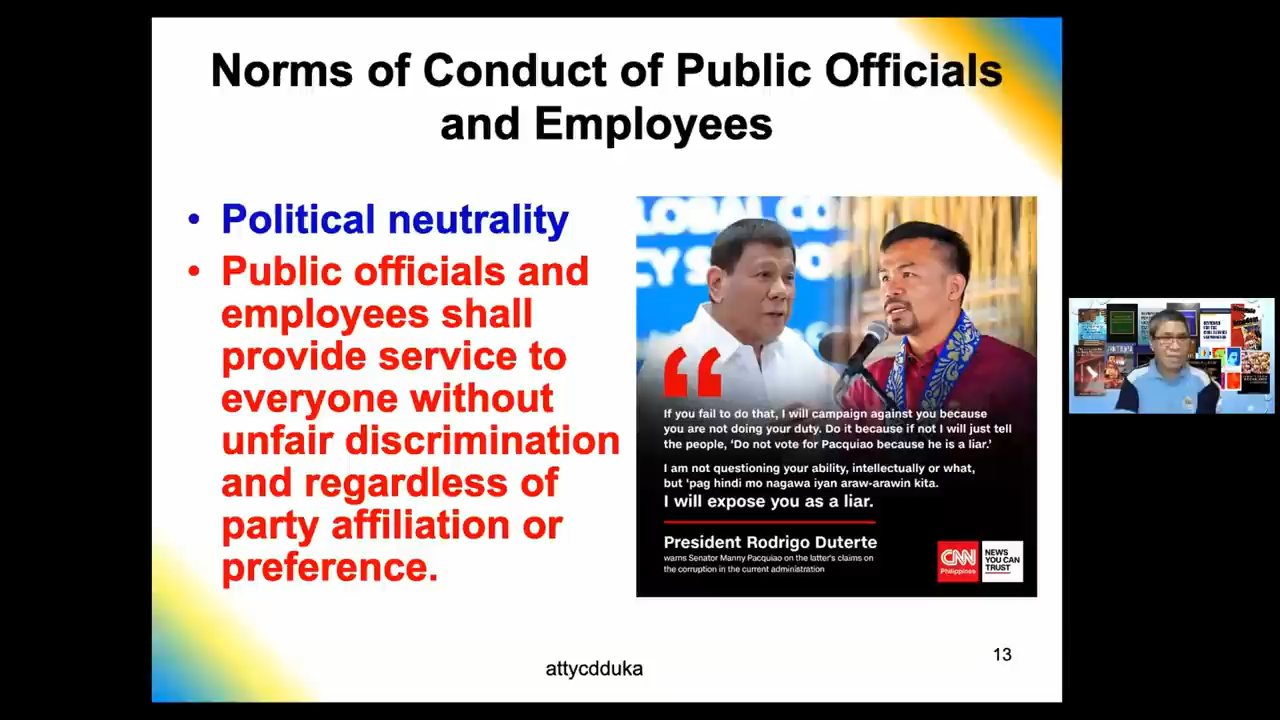 Norms of Conduct of Public Officials
and Employees
• Political neutrality
• Public officials and
employees shall
provide service to
everyone without
unfair discrimination
and regardless of
party affiliation or
preference.
If you fail to do that, I will campaign against you because
you are not doing your duty. Do it because if not I will just tell
the people, ‘Do not vote for Pacquiao because he is a liar.’
I am not questioning your ability, intellectually or what,
but ‘pag hindi mo nagawa iyan araw-arawin kita.
I will expose you as a liar.
President Rodrigo Duterte
warns Senator Manny Pacquiao on the latter's claims on
the corruption in the current administration
CNN
Philippines
NEWS
YOU CAN
TRUST
attycdduka
13